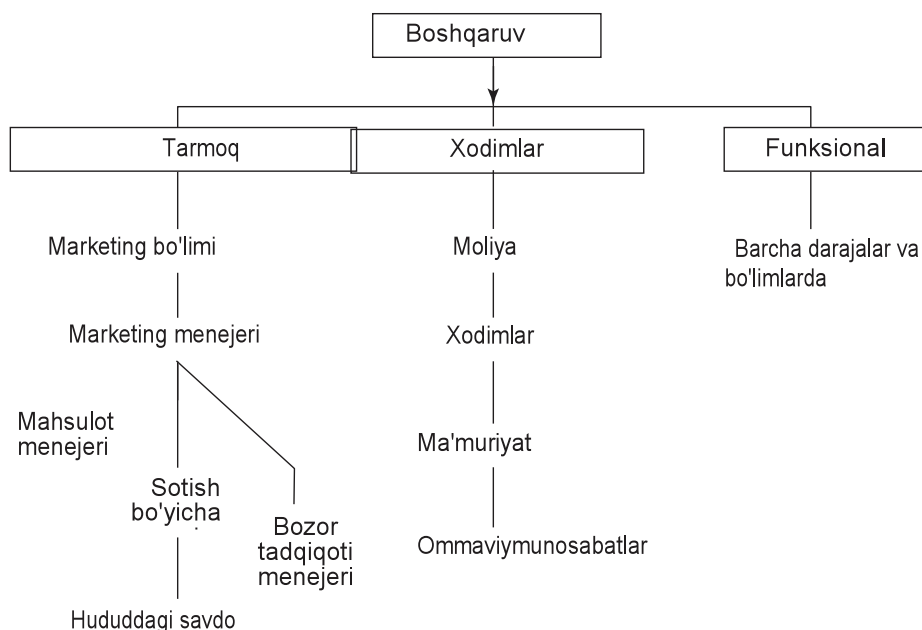 Boshqaruv
Tarmoq
Xodimlar
Funksional
Marketing bo'limi
Moliya
Barcha darajalar va
bo'limlarda
Marketing menejeri
Xodimlar
Mahsulot
menejeri
Ma'muriyat
Sotish
bo'yicha
Bozor
tadqiqoti
menejeri
Ommaviymunosabatlar
Hududdagi savdo